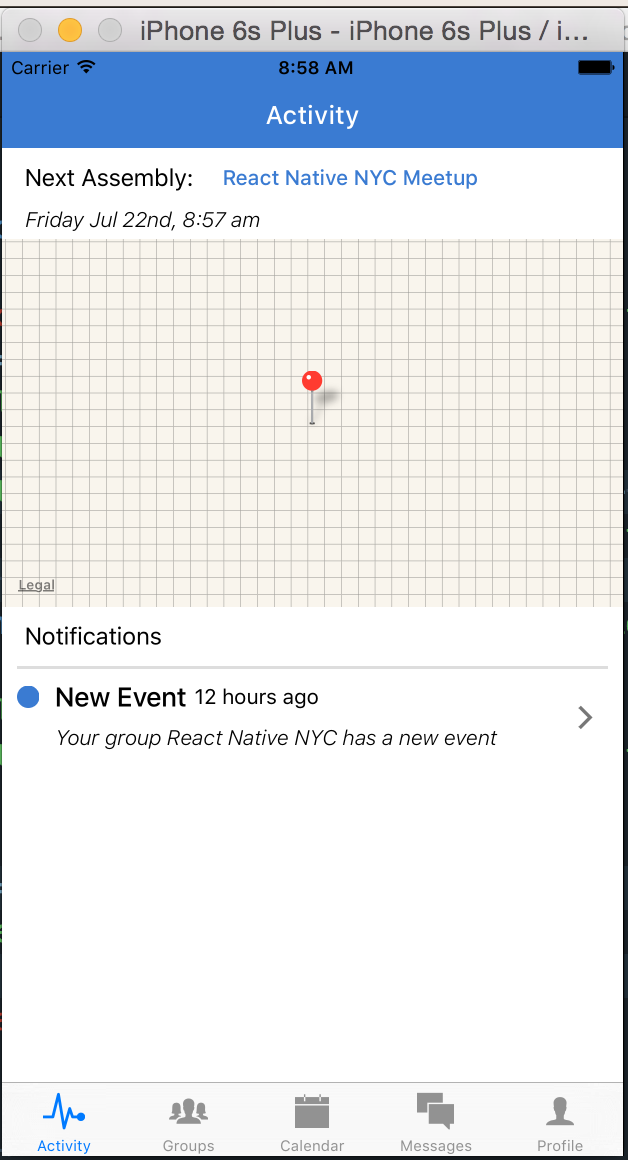 iPhone 6s Plus - iPhone 6s Plus / i...
Carrier 8:58 AM
Activity
Next Assembly: React Native NYC Meetup
Friday Jul 22nd, 8:57 am
Legal
Notifications
New Event 12 hours ago
Your group React Native NYC has a new event
Activity Groups Calendar Messages Profile